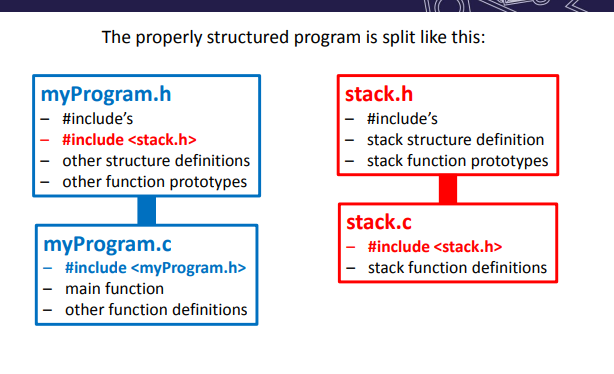 The properly structured program is split like this:
myProgram.h
– #include’s
– #include <stack.h>
– other structure definitions
– other function prototypes
myProgram.c
– #include <myProgram.h>
– main function
– other function definitions
stack.h
– #include’s
– stack structure definition
– stack function prototypes
stack.c
– #include <stack.h>
– stack function definitions